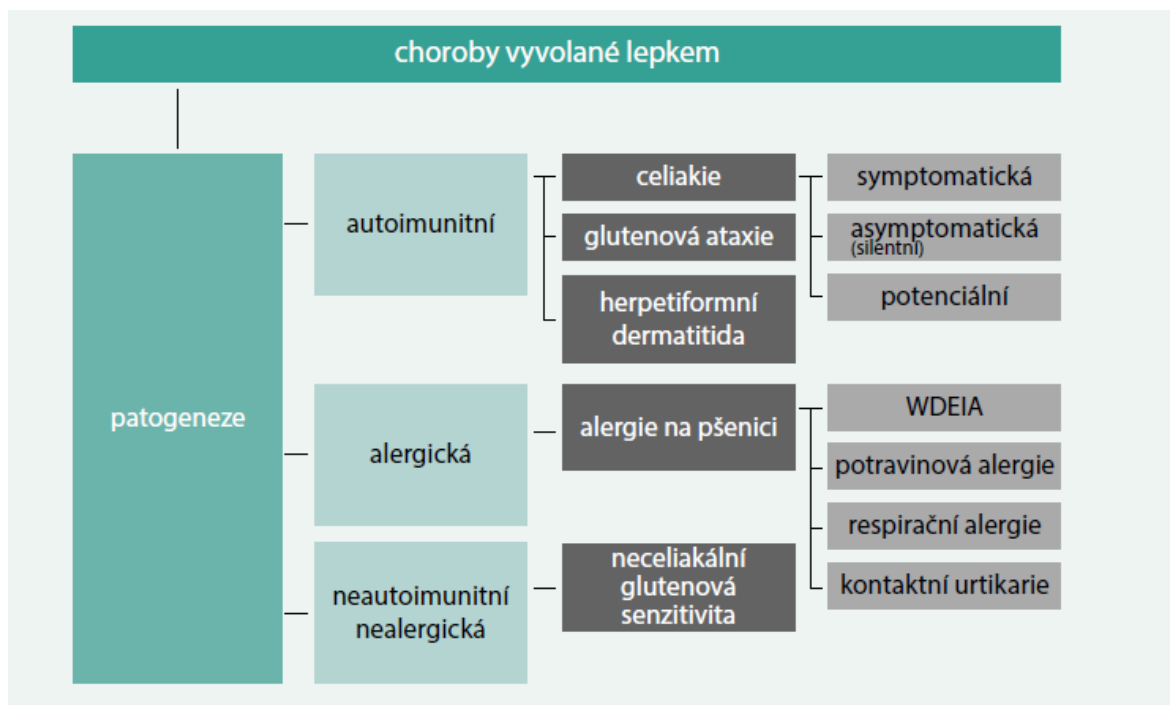 choroby vyvolané lepkem
patogeneze
autoimunitní
celiakie
symptomatická
asymptomatická
(silentní)
potenciální
glutenová ataxie
herpetiformní
dermatitida
alergická
alergie na pšenici
WDEIA
potravinová alergie
respirační alergie
kontaktní urtikarie
neautoimunitní
nealergická
neceliakální
glutenová
senzitivita